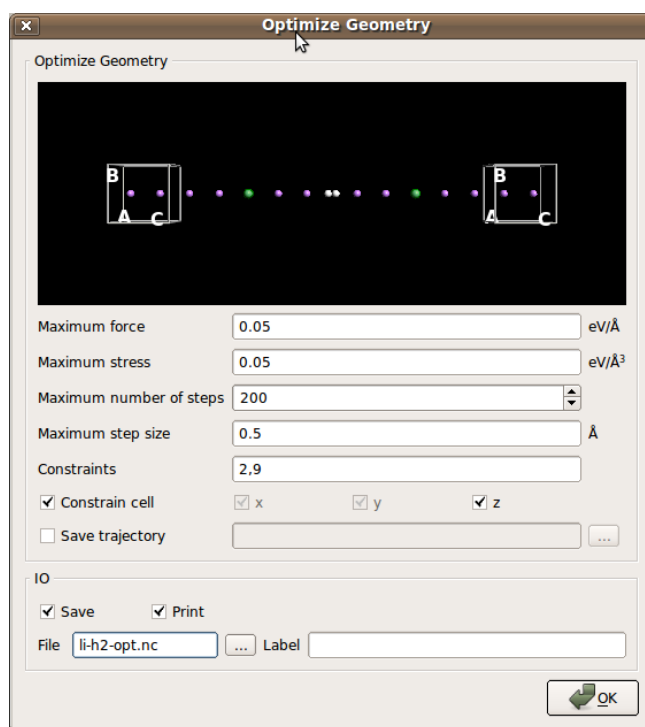 Optimize Geometry
Optimize Geometry
B B
A C A C
Maximum force 0.05 eV/Å
Maximum stress 0.05 eV/Å³
Maximum number of steps 200
Maximum step size 0.5 Å
Constraints 2,9
Constrain cell x y z
Save trajectory ...
IO
Save Print
File li-h2-opt.nc ... Label
OK